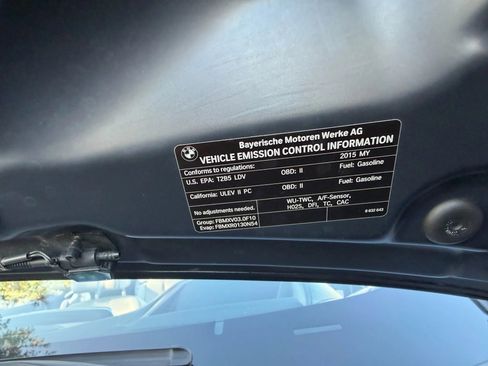 BMW
Bayerische Motoren Werke AG
VEHICLE EMISSION CONTROL INFORMATION
Conforms to regulations: 2015 MY
U.S. EPA: T2B5 LDV OBD: II Fuel: Gasoline
California: ULEV II PC OBD: II Fuel: Gasoline
No adjustments needed. WU-TWC, A/F-Sensor,
HO2S, DFI, TC, CAC
Group: FBMXV03.0F10
Evap: FBMXR0130N54